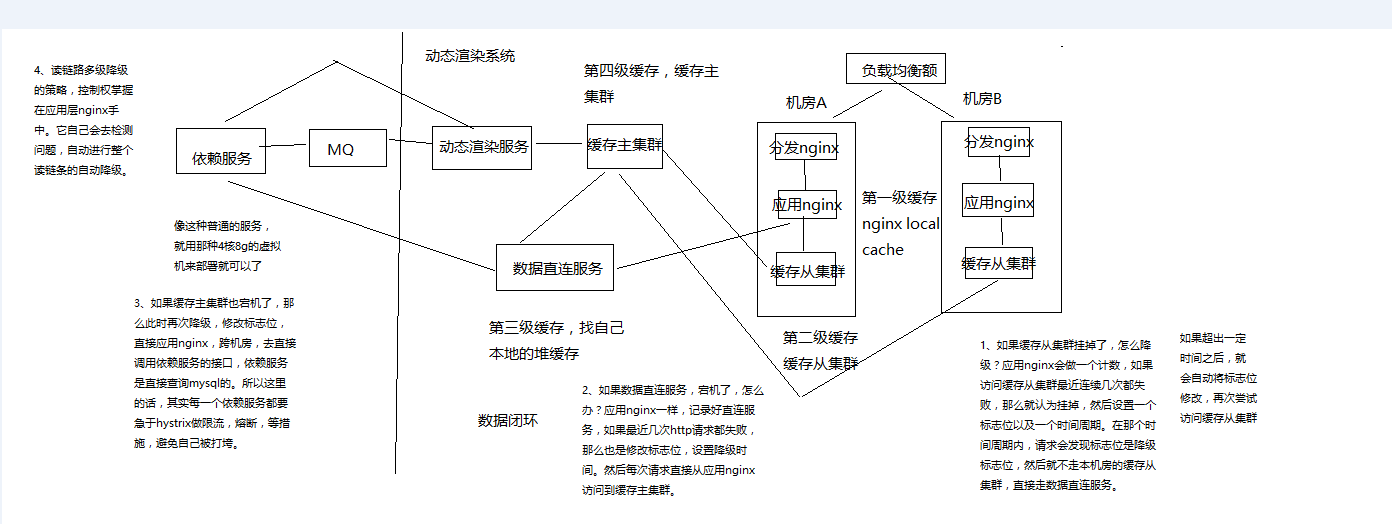 4、读链路多级降级
的策略，控制权掌握
在应用层nginx手
中。它自己会去检测
问题，自动进行整个
读链条的自动降级。
动态渲染系统
第四级缓存，缓存主
集群
负载均衡额
机房A
机房B
依赖服务
MQ
动态渲染服务
缓存主集群
分发nginx
应用nginx
缓存从集群
第一级缓存
nginx local
cache
分发nginx
应用nginx
缓存从集群
像这种普通的服务，
就用那种4核8g的虚拟
机来部署就可以了
数据直连服务
第三级缓存，找自己
本地的堆缓存
第二级缓存
缓存从集群
3、如果缓存主集群也宕机了，那
么此时再次降级，修改标志位，
直接应用nginx，跨机房，去直接
调用依赖服务的接口，依赖服务
是直接查询mysql的。所以这里
的话，其实每一个依赖服务都要
急于hystrix做限流，熔断，等措
施，避免自己被打垮。
数据闭环
2、如果数据直连服务，宕机了，怎么
办？应用nginx一样，记录好直连服
务，如果最近几次http请求都失败，
那么也是修改标志位，设置降级时
间。然后每次请求直接从应用nginx
访问到缓存主集群。
1、如果缓存从集群挂掉了，怎么降
级？应用nginx会做一个计数，如果
访问缓存从集群最近连续几次都失
败，那么就认为挂掉，然后设置一个
标志位以及一个时间周期。在那个时
间周期内，请求会发现标志位是降级
标志位，然后就不走本机房的缓存从
集群，直接走数据直连服务。
如果超出一定
时间之后，就
会自动将标志位
修改，再次尝试
访问缓存从集群